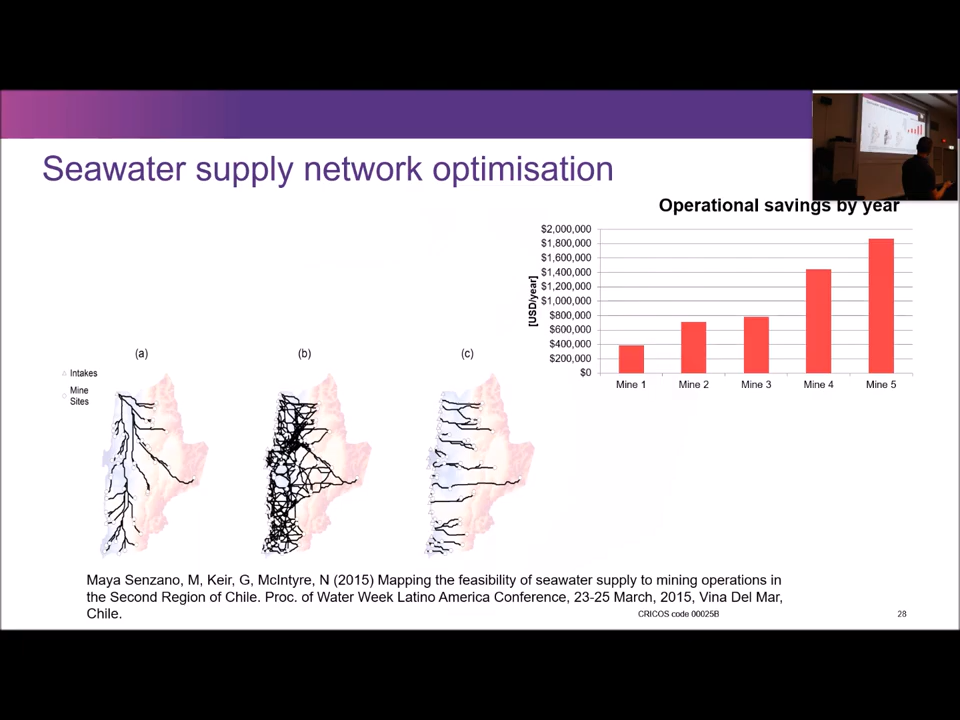 Seawater supply network optimisation
Operational savings by year
[USD/year]
$2,000,000
$1,800,000
$1,600,000
$1,400,000
$1,200,000
$1,000,000
$800,000
$600,000
$400,000
$200,000
$0
Mine 1 Mine 2 Mine 3 Mine 4 Mine 5
(a) (b) (c)
Intakes
Mine
Sites
Maya Senzano, M, Keir, G, McIntyre, N (2015) Mapping the feasibility of seawater supply to mining operations in
the Second Region of Chile. Proc. of Water Week Latino America Conference, 23-25 March, 2015, Vina Del Mar,
Chile.
CRICOS code 00025B
28